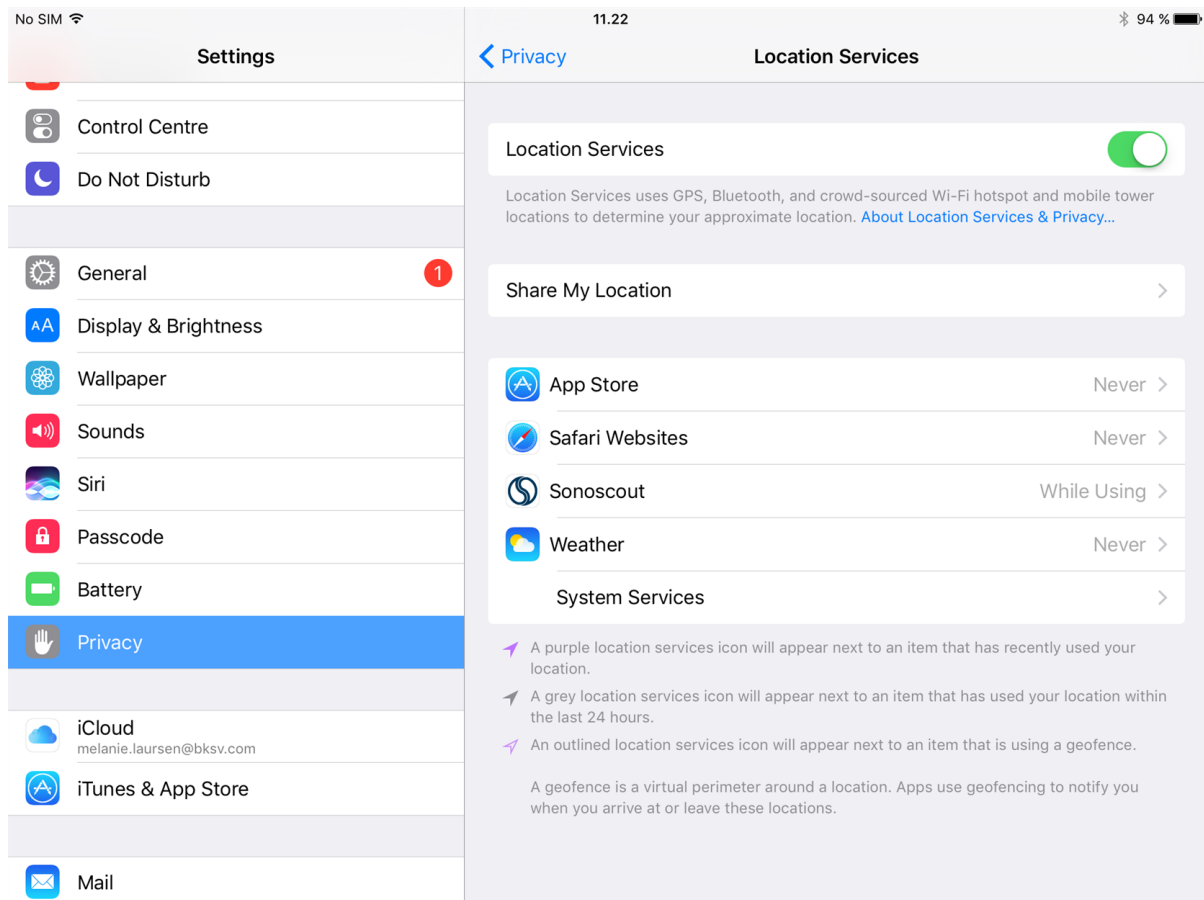 No SIM
11.22
94 %
Settings
Privacy
Location Services
Control Centre
Do Not Disturb
General
1
AA
Display & Brightness
Wallpaper
Sounds
Siri
Passcode
Battery
Privacy
iCloud
melanie.laursen@bksv.com
iTunes & App Store
Mail
Location Services
Location Services uses GPS, Bluetooth, and crowd-sourced Wi-Fi hotspot and mobile tower
locations to determine your approximate location. About Location Services & Privacy...
Share My Location
App Store Never
Safari Websites Never
Sonoscout While Using
Weather Never
System Services
A purple location services icon will appear next to an item that has recently used your
location.
A grey location services icon will appear next to an item that has used your location within
the last 24 hours.
An outlined location services icon will appear next to an item that is using a geofence.
A geofence is a virtual perimeter around a location. Apps use geofencing to notify you
when you arrive at or leave these locations.